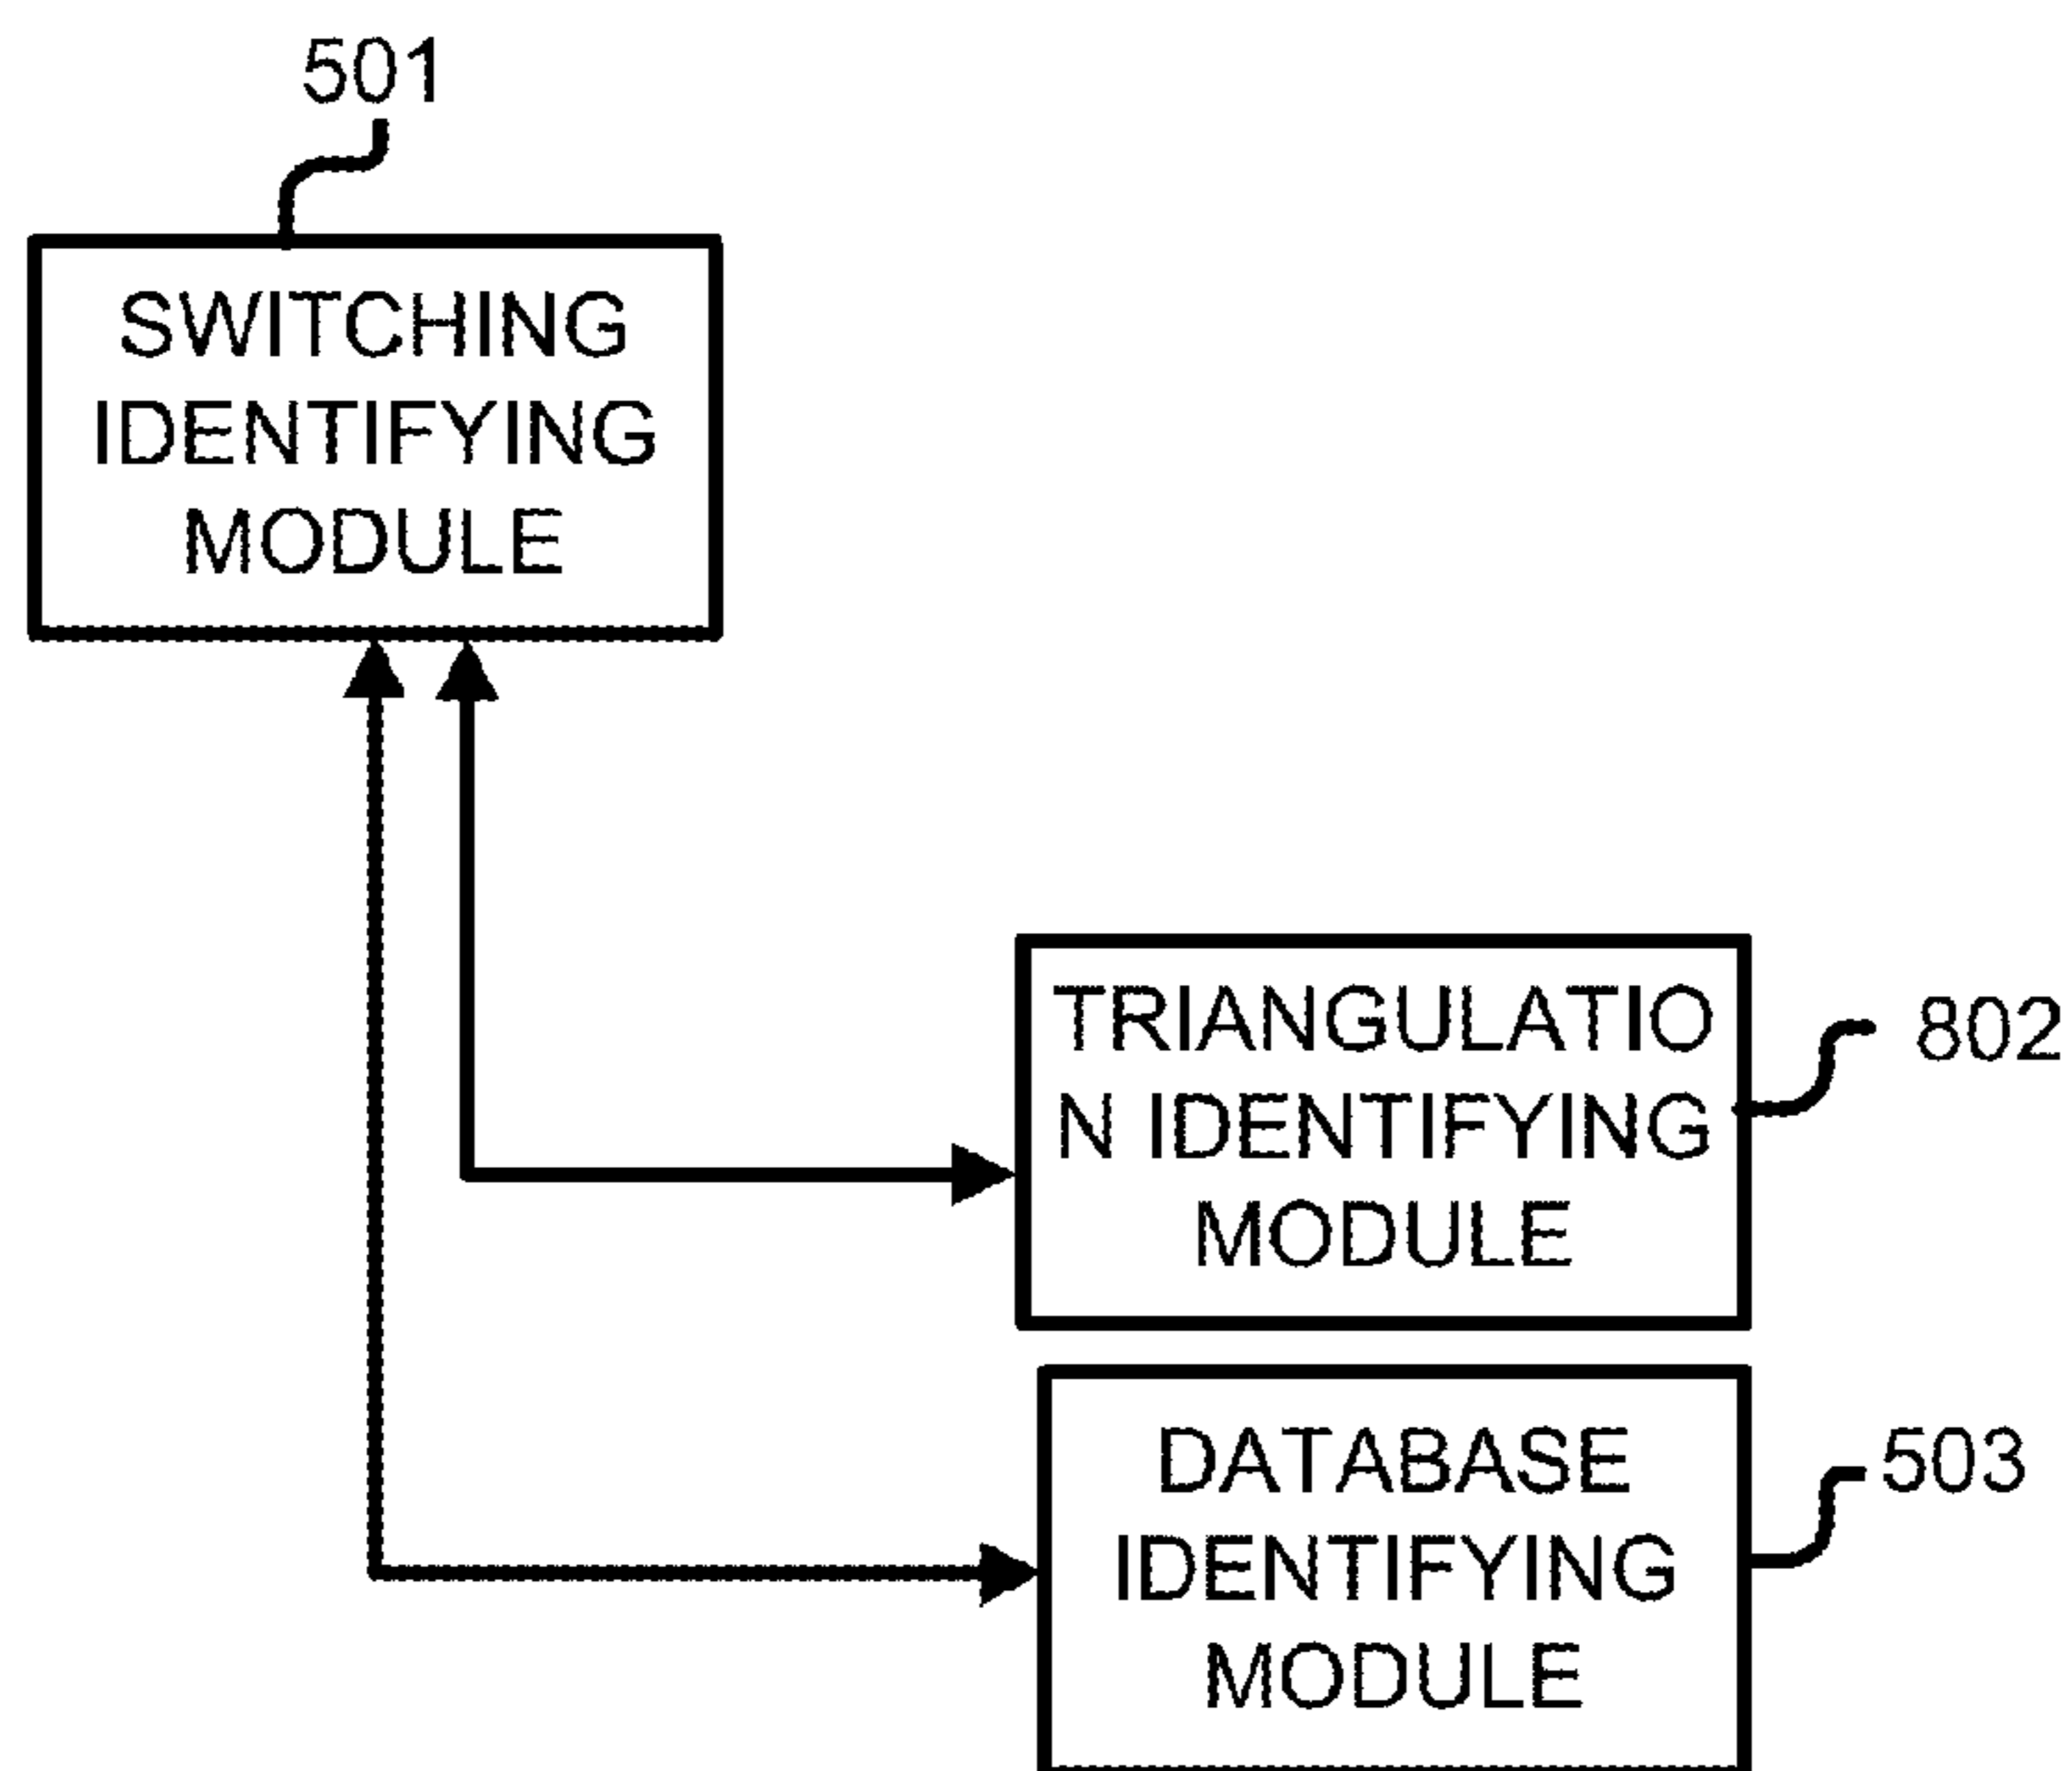 501
SWITCHING
IDENTIFYING
MODULE
TRIANGULATIO
N IDENTIFYING
MODULE
802
DATABASE
IDENTIFYING
MODULE
503